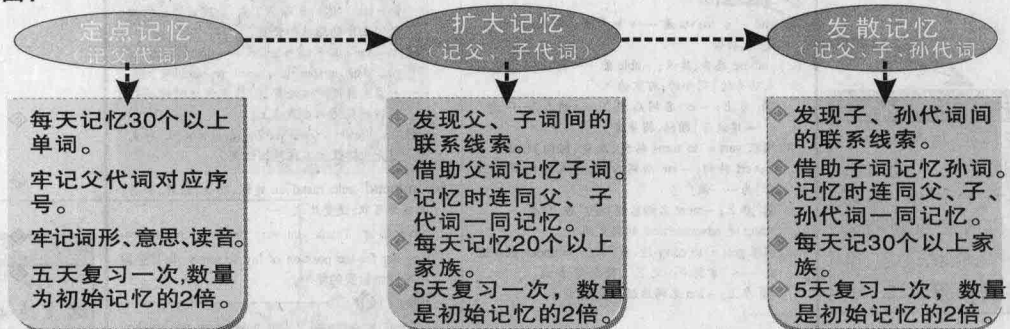 定点记忆
(记父代词)
每天记忆30个以上
单词。
牢记父代词对应序
号。
牢记词形、意思、读音。
五天复习一次,数量
为初始记忆的2倍。
扩大记忆
(记父、子代词)
发现父、子词间的
联系线索。
借助父词记忆子词。
记忆时连同父、子
代词一同记忆。
每天记忆20个以上
家族。
5天复习一次，数量
是初始记忆的2倍。
发散记忆
(记父、子、孙代词
发现子、孙代词间
的联系线索。
借助子词记忆孙词。
记忆时连同父、子、
孙代词一同记忆。
每天记30个以上家
族。
5天复习一次，数量
是初始记忆的2倍。